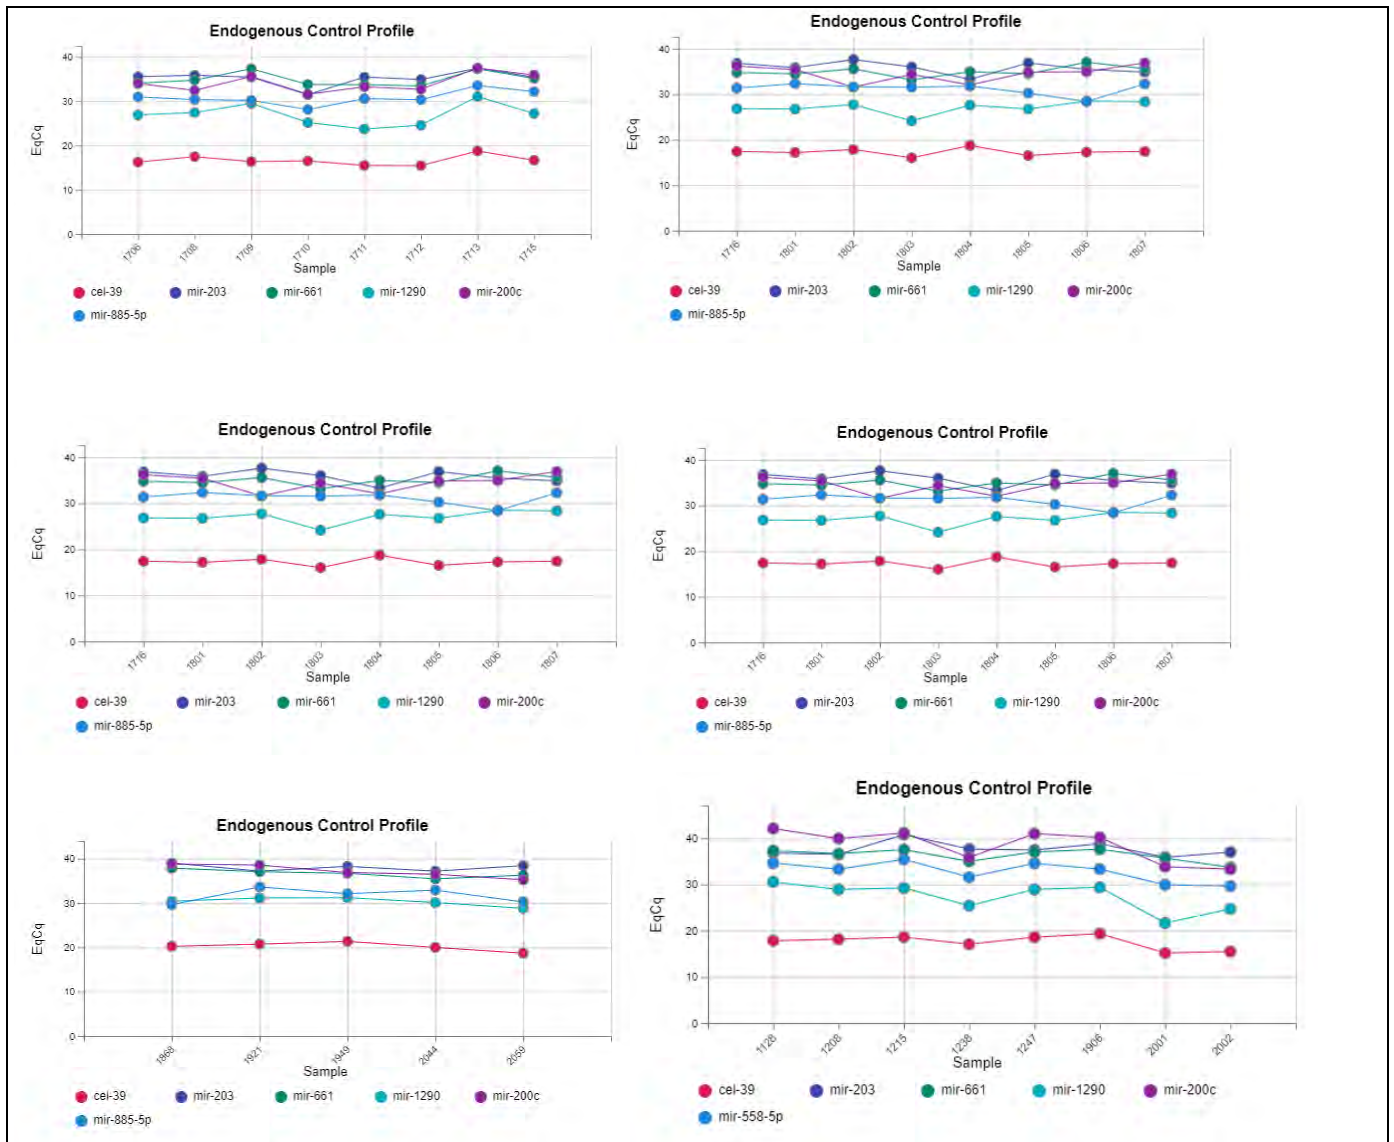 Endogenous Control Profile
40
30
20
10
0
EqCq
1706 1708 1709 1710 1711 1712 1713 1715
Sample
cel-39 mir-203 mir-661 mir-1290 mir-200c
mir-885-5p
Endogenous Control Profile
40
30
20
10
0
EqCq
1716 1801 1802 1803 1804 1805 1806 1807
Sample
cel-39 mir-203 mir-661 mir-1290 mir-200c
mir-885-5p
Endogenous Control Profile
40
30
20
10
0
EqCq
1716 1801 1802 1803 1804 1805 1806 1807
Sample
cel-39 mir-203 mir-661 mir-1290 mir-200c
mir-885-5p
Endogenous Control Profile
40
30
20
10
0
EqCq
1716 1801 1802 1803 1804 1805 1806 1807
Sample
cel-39 mir-203 mir-661 mir-1290 mir-200c
mir-885-5p
Endogenous Control Profile
40
30
20
10
0
EqCq
1868 1921 1949 2044 2059
Sample
cel-39 mir-203 mir-661 mir-1290 mir-200c
mir-885-5p
Endogenous Control Profile
40
30
20
10
0
EqCq
1128 1208 1215 1238 1247 1906 2001 2002
Sample
cel-39 mir-203 mir-661 mir-1290 mir-200c
mir-558-5p